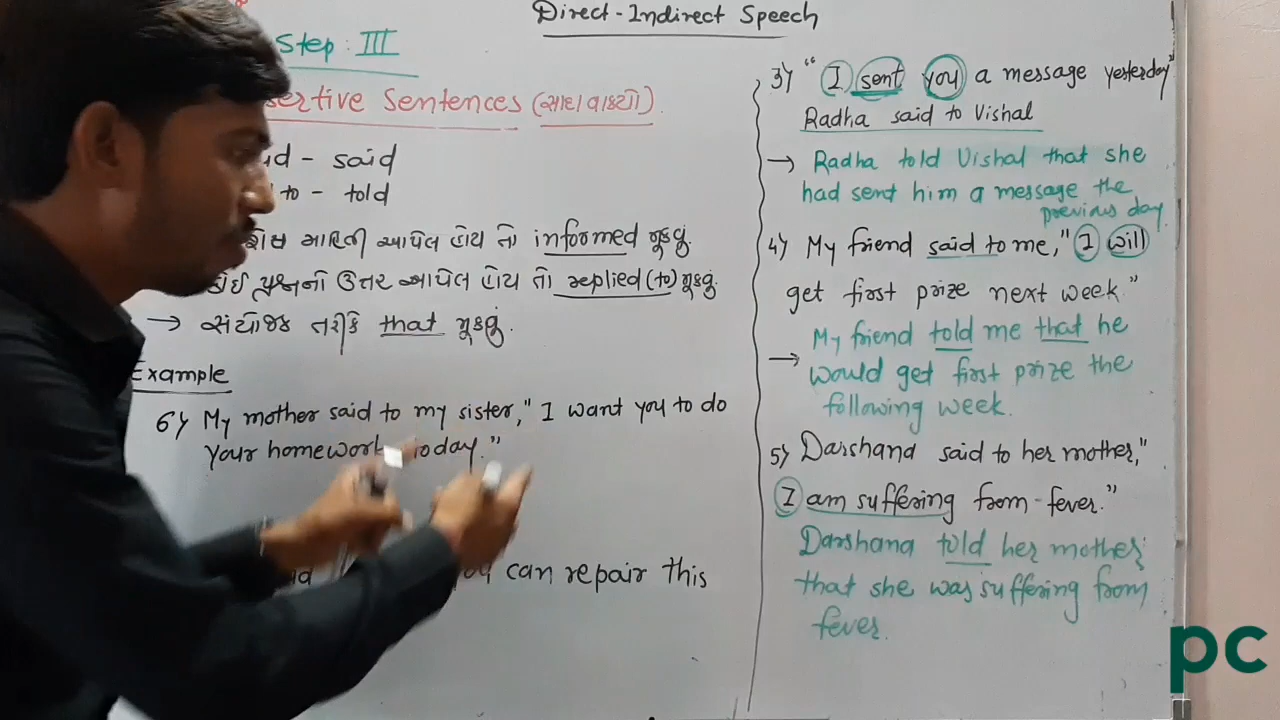 Direct-Indirect Speech
Step : III
sertive Sentences (સાદા વાક્યો).
said
to - told
માહિતી આપેલ હોય તો informed મૂકવું.
પ્રશ્નનો ઉત્તર આપેલ હોય તો replied (to) મૂકવું.
→ સંયોજક તરીકે that મૂકવું.
Example
6) My mother said to my sister, "I want you to do
your homework today."
can repair this
3) "I sent you a message yesterday"
Radha said to Vishal
→ Radha told Vishal that she
had sent him a message the
previous day.
4) My friend said to me, "I will
get first prize next week."
→ My friend told me that he
would get first prize the
following week.
5) Darshana said to her mother,"
I am suffering from fever."
Darshana told her mother
that she was suffering from
fever.
pc